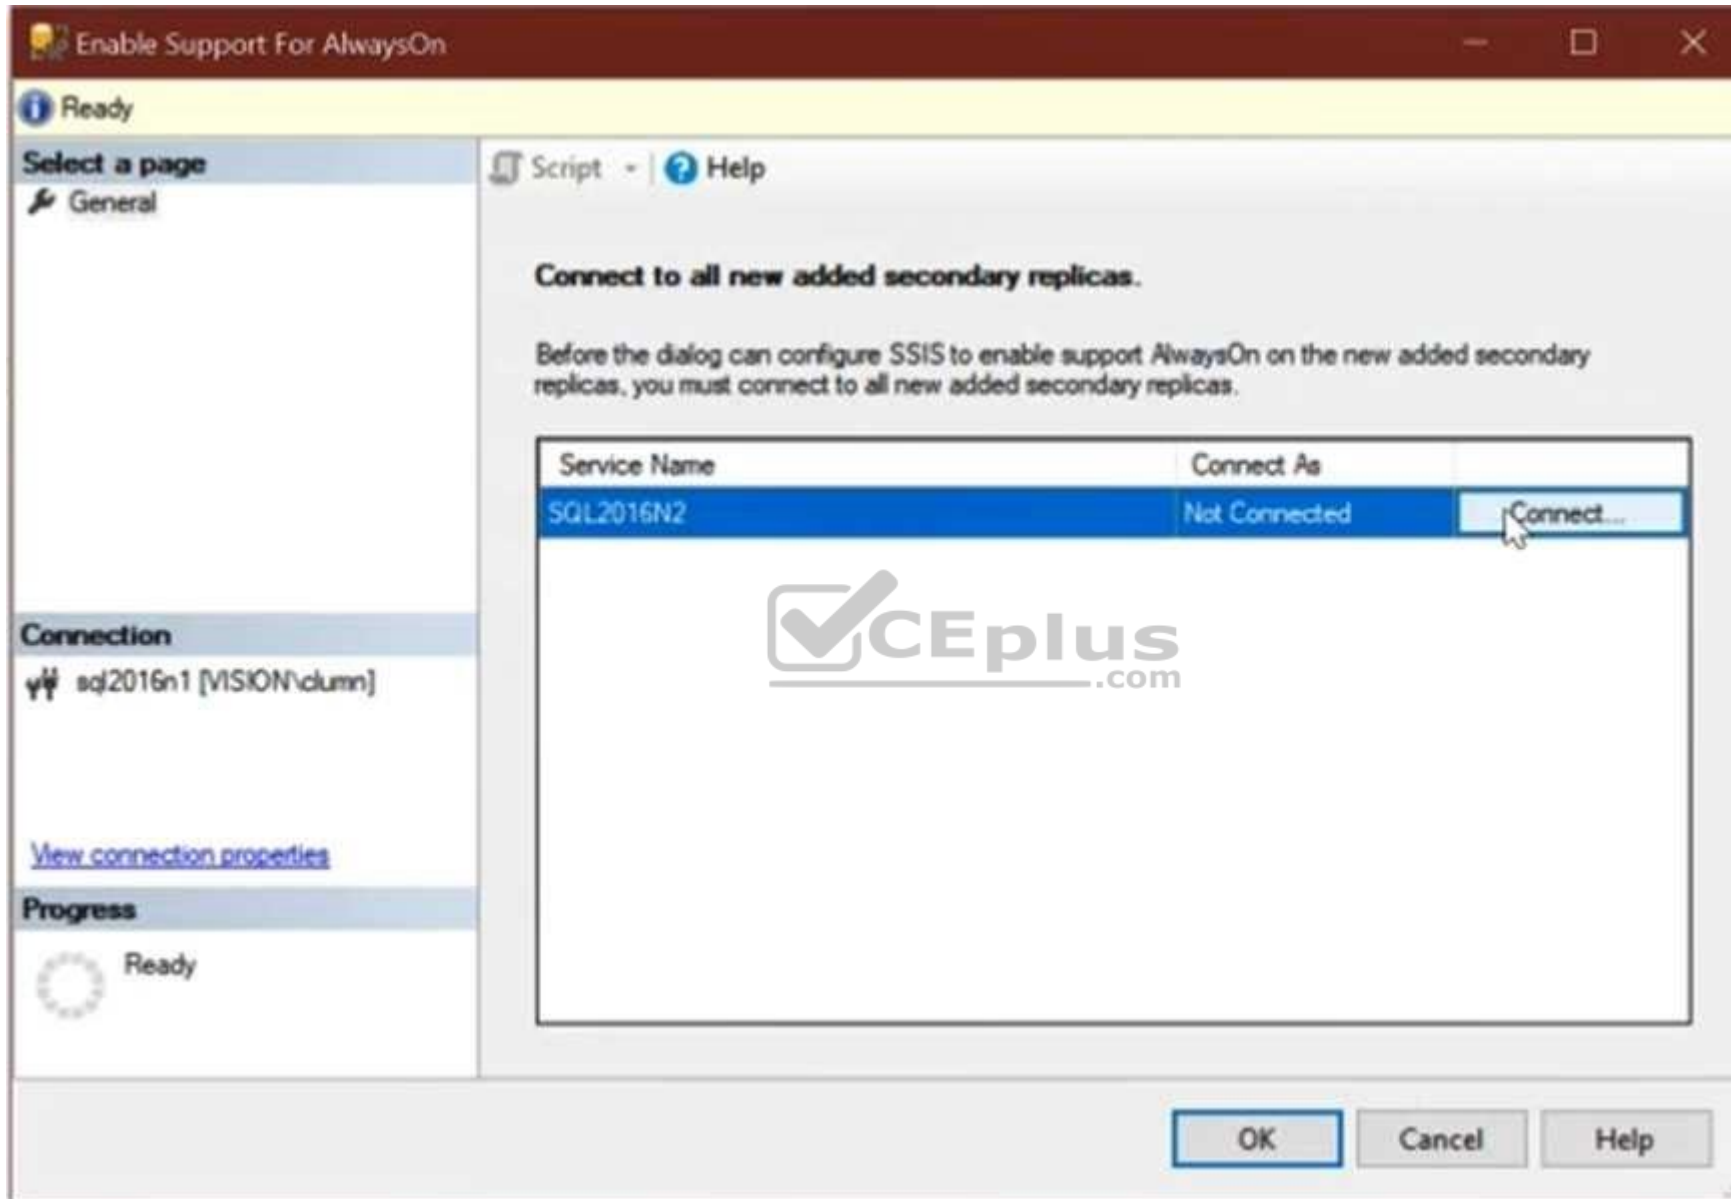 Enable Support For AlwaysOn
Ready
Select a page
General
Script
Help
Connect to all new added secondary replicas.
Before the dialog can configure SSIS to enable support AlwaysOn on the new added secondary
replicas, you must connect to all new added secondary replicas.
Service Name Connect As
SQL2016N2 Not Connected Connect...
CEplus
.com
Connection
sql2016n1 [VISION\clumn]
View connection properties
Progress
Ready
OK Cancel Help